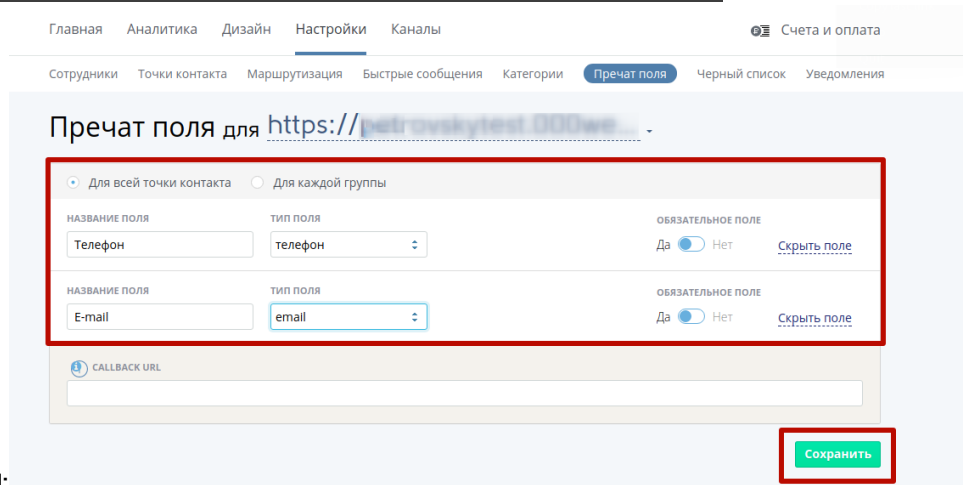 Главная Аналитика Дизайн Настройки Каналы Счета и оплата
Сотрудники Точки контакта Маршрутизация Быстрые сообщения Категории Пречат поля Черный список Уведомления
Пречат поля для https://
Для всей точки контакта Для каждой группы
НАЗВАНИЕ ПОЛЯ ТИП ПОЛЯ ОБЯЗАТЕЛЬНОЕ ПОЛЕ
Телефон телефон Да Нет Скрыть поле
НАЗВАНИЕ ПОЛЯ ТИП ПОЛЯ ОБЯЗАТЕЛЬНОЕ ПОЛЕ
E-mail email Да Нет Скрыть поле
CALLBACK URL
Сохранить